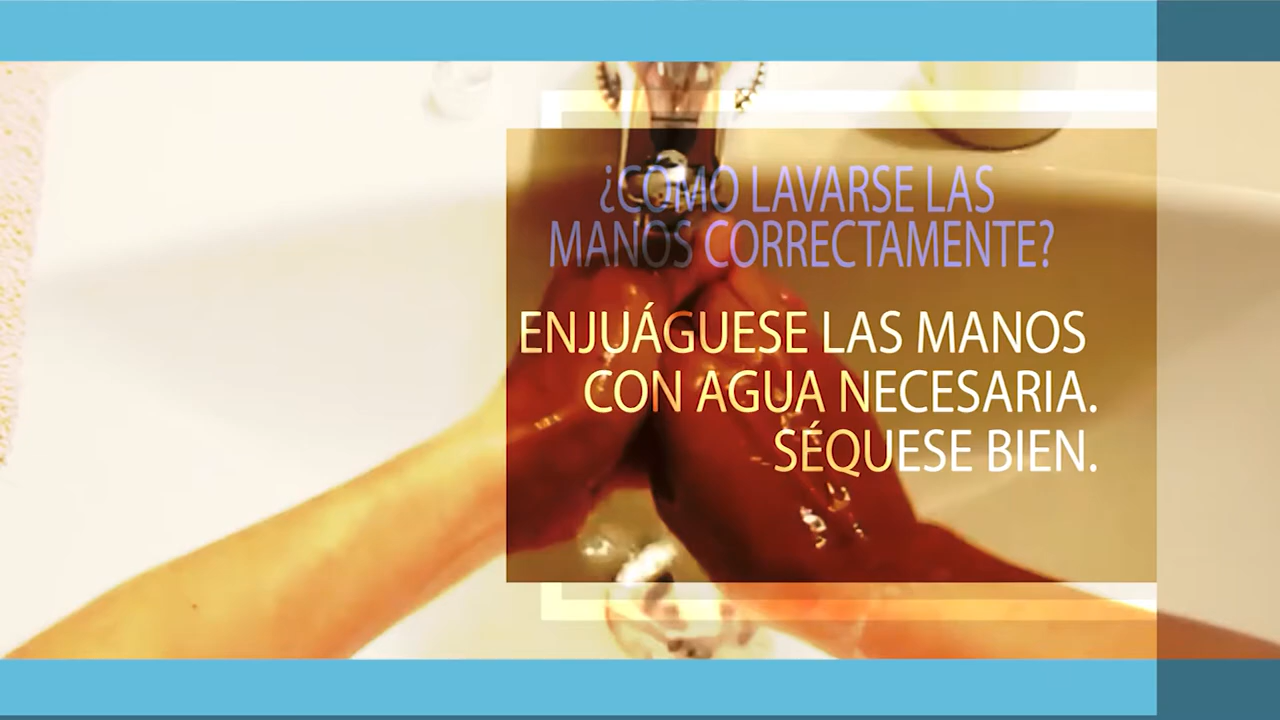 ¿CÓMO LAVARSE LAS
MANOS CORRECTAMENTE?
ENJUÁGUESE LAS MANOS
CON AGUA NECESARIA.
SÉQUESE BIEN.